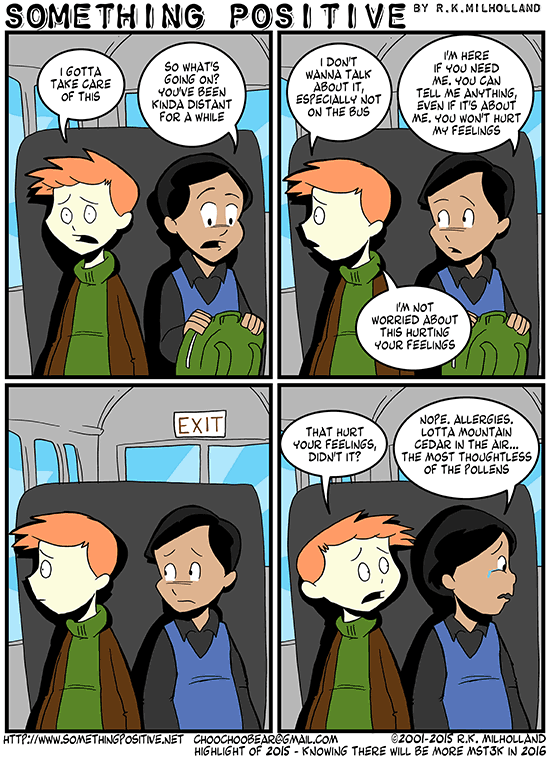 SOMETHING POSITIVE BY R.K.MILHOLLAND
I GOTTA
TAKE CARE
OF THIS
SO WHAT'S
GOING ON?
YOU'VE BEEN
KINDA DISTANT
FOR A WHILE
I DON'T
WANNA TALK
ABOUT IT,
ESPECIALLY NOT
ON THE BUS
I'M HERE
IF YOU NEED
ME. YOU CAN
TELL ME ANYTHING,
EVEN IF IT'S ABOUT
ME. YOU WON'T HURT
MY FEELINGS
I'M NOT
WORRIED ABOUT
THIS HURTING
YOUR FEELINGS
EXIT
THAT HURT
YOUR FEELINGS,
DIDN'T IT?
NOPE. ALLERGIES.
LOTTA MOUNTAIN
CEDAR IN THE AIR...
THE MOST THOUGHTLESS
OF THE POLLENS
HTTP://WWW.SOMETHINGPOSITIVE.NET CHOOCHOOBEAR@GMAIL.COM ©2001-2015 R.K. MILHOLLAND
HIGHLIGHT OF 2015 - KNOWING THERE WILL BE MORE MST3K IN 2016